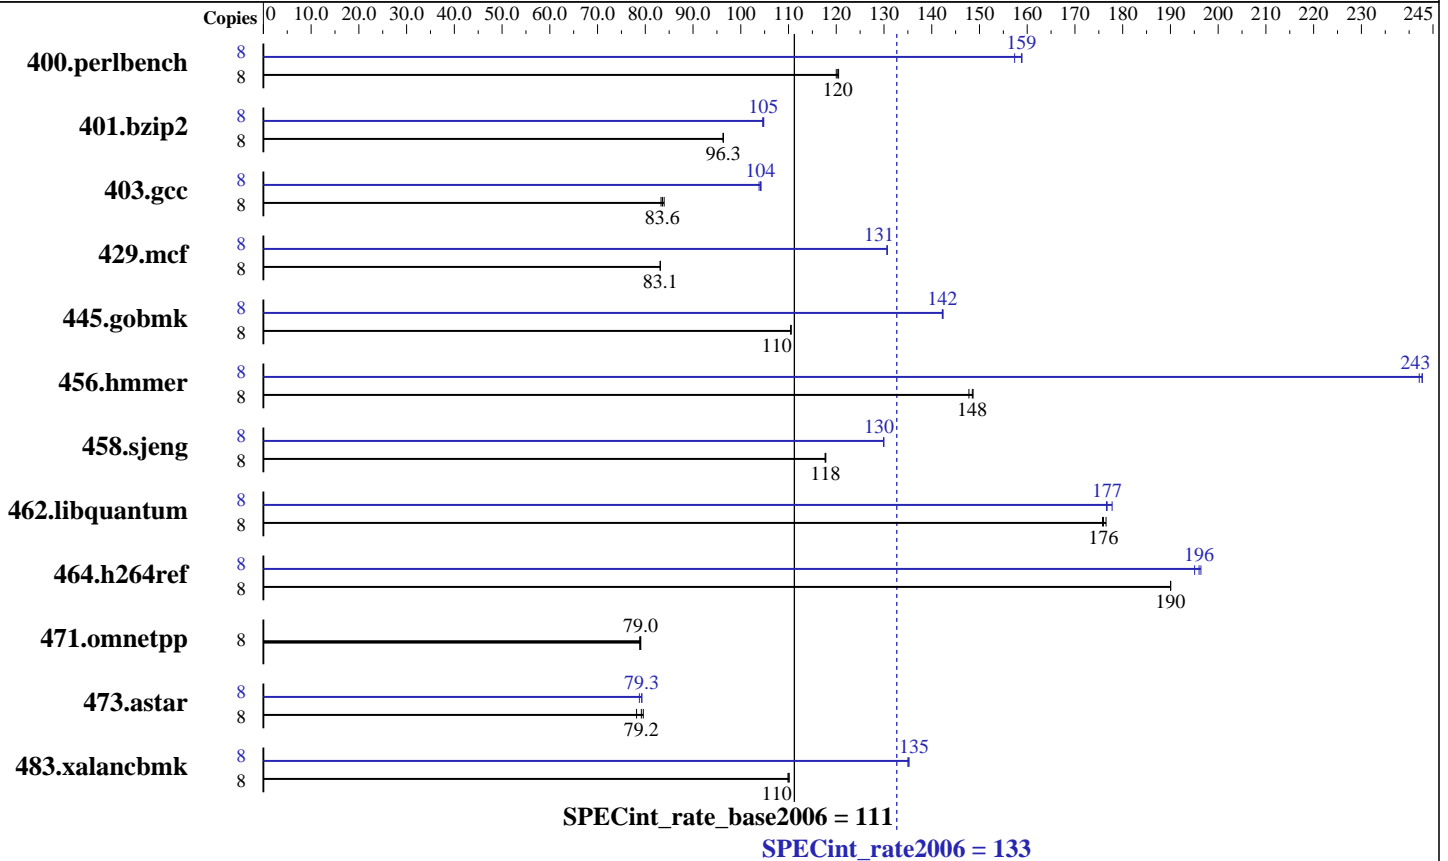 Copies 0 10.0 20.0 30.0 40.0 50.0 60.0 70.0 80.0 90.0 100 110 120 130 140 150 160 170 180 190 200 210 220 230 245
400.perlbench 8 159
8 120
401.bzip2 8 105
8 96.3
403.gcc 8 104
8 83.6
429.mcf 8 131
8 83.1
445.gobmk 8 142
8 110
456.hmmer 8 243
8 148
458.sjeng 8 130
8 118
462.libquantum 8 177
8 176
464.h264ref 8 196
8 190
471.omnetpp 8 79.0
473.astar 8 79.3
8 79.2
483.xalancbmk 8 135
8 110
SPECint_rate_base2006 = 111
SPECint_rate2006 = 133